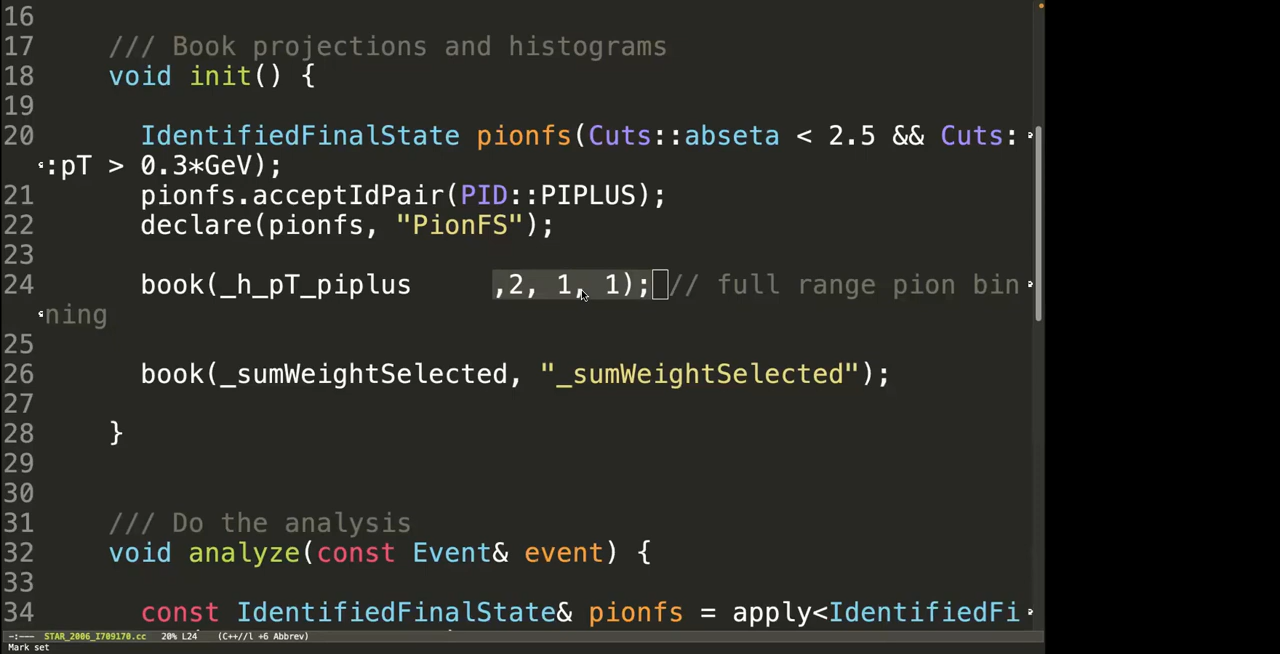 16
17 /// Book projections and histograms
18 void init() {
19
20 IdentifiedFinalState pionfs(Cuts::abseta < 2.5 && Cuts:
:pT > 0.3*GeV);
21 pionfs.acceptIdPair(PID::PIPLUS);
22 declare(pionfs, "PionFS");
23
24 book(_h_pT_piplus     ,2, 1, 1); // full range pion bin
ning
25
26 book(_sumWeightSelected, "_sumWeightSelected");
27
28 }
29
30
31 /// Do the analysis
32 void analyze(const Event& event) {
33
34 const IdentifiedFinalState& pionfs = apply<IdentifiedFi
-:--- STAR_2006_I709170.cc 20% L24 (C++//l +6 Abbrev)
Mark set